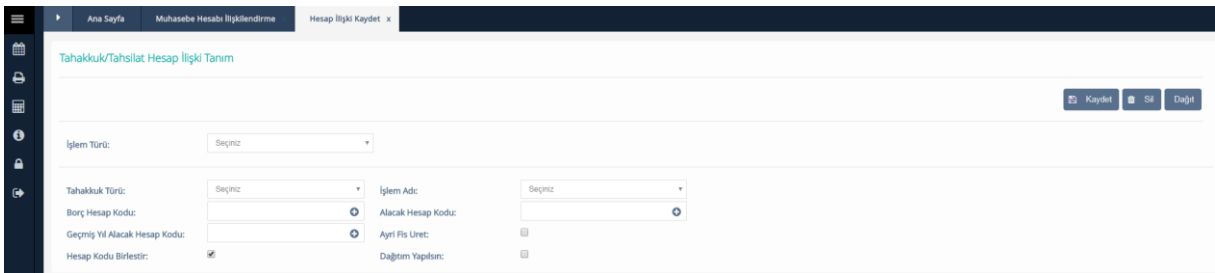 Ana Sayfa Muhasebe Hesabı İlişkilendirme Hesap İlişki Kaydet x
Tahakkuk/Tahsilat Hesap İlişki Tanım
Kaydet Sil Dağıt
İşlem Türü: Seçiniz
Tahakkuk Türü: Seçiniz İşlem Adı: Seçiniz
Borç Hesap Kodu: Alacak Hesap Kodu:
Geçmiş Yıl Alacak Hesap Kodu: Ayri Fis Uret:
Hesap Kodu Birlestir: Dağıtım Yapılsın: